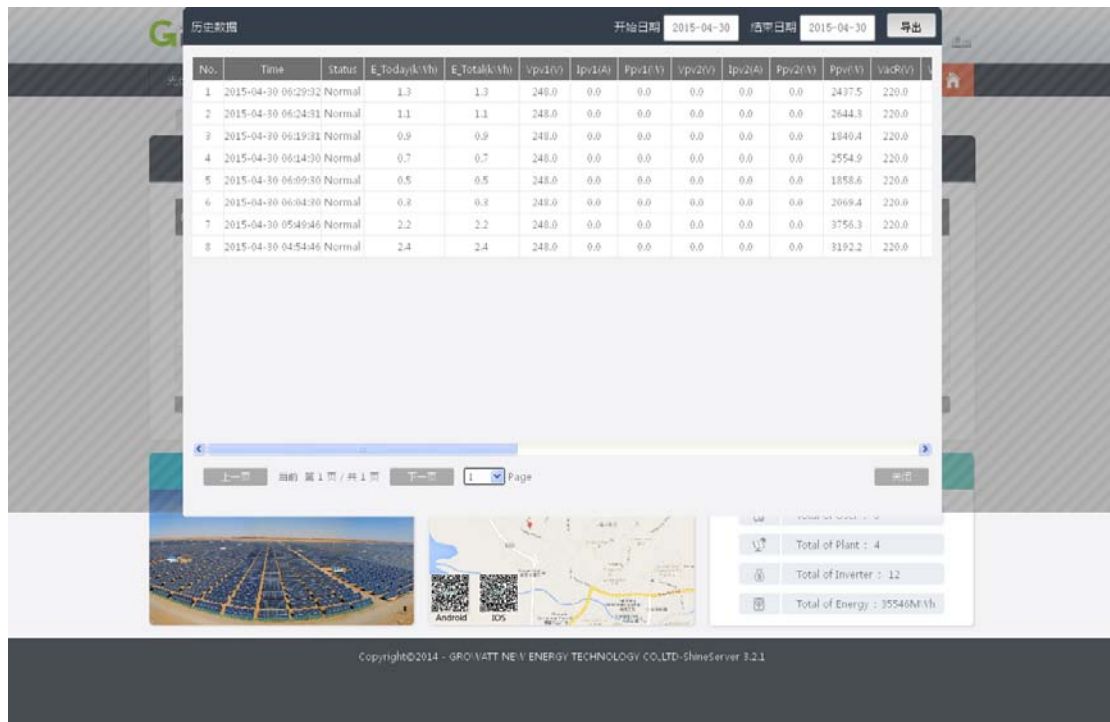 历史数据 开始日期 2015-04-30 结束日期 2015-04-30 导出
No. Time Status E_Today(kWh) E_Total(kWh) Vpv1(V) Ipv1(A) Ppv1(W) Vpv2(V) Ipv2(A) Ppv2(W) Ppv(W) VacR(V)
1 2015-04-30 06:29:32 Normal 1.3 1.3 248.0 0.0 0.0 0.0 0.0 0.0 2437.5 220.0
2 2015-04-30 06:24:31 Normal 1.1 1.1 248.0 0.0 0.0 0.0 0.0 0.0 2644.3 220.0
3 2015-04-30 06:19:31 Normal 0.9 0.9 248.0 0.0 0.0 0.0 0.0 0.0 1840.4 220.0
4 2015-04-30 06:14:30 Normal 0.7 0.7 248.0 0.0 0.0 0.0 0.0 0.0 2554.9 220.0
5 2015-04-30 06:09:30 Normal 0.5 0.5 248.0 0.0 0.0 0.0 0.0 0.0 1858.6 220.0
6 2015-04-30 06:04:30 Normal 0.3 0.3 248.0 0.0 0.0 0.0 0.0 0.0 2069.4 220.0
7 2015-04-30 05:49:46 Normal 2.2 2.2 248.0 0.0 0.0 0.0 0.0 0.0 3756.3 220.0
8 2015-04-30 04:54:46 Normal 2.4 2.4 248.0 0.0 0.0 0.0 0.0 0.0 3192.2 220.0
上一页 当前 第 1 页 / 共 1 页 下一页 1 Page 关闭
Total of Plant : 4
Total of Inverter : 12
Total of Energy : 35546MWh
Android IOS
Copyright©2014 - GROWATT NEW ENERGY TECHNOLOGY CO.,LTD-ShineServer 3.2.1